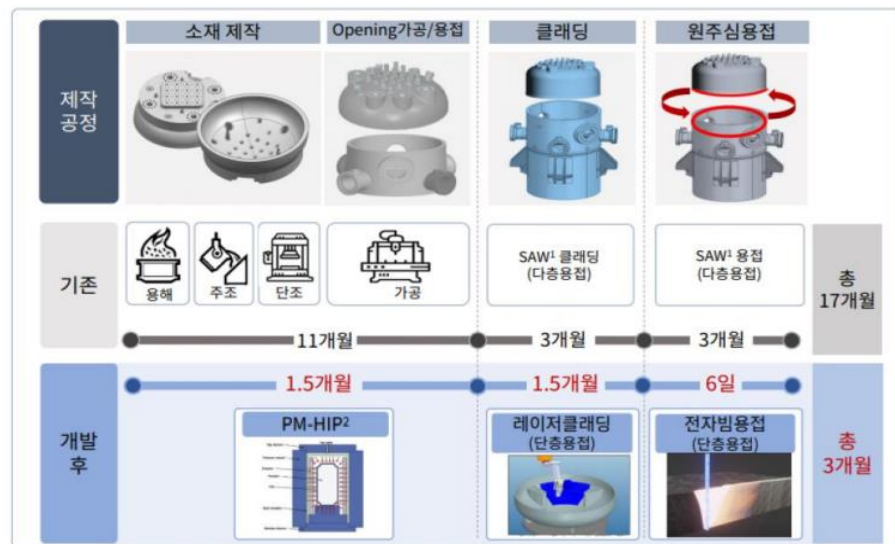 소재 제작
Opening가공/용접
클래딩
원주심용접
제작
공정
기존
용해
주조
단조
가공
SAW¹ 클래딩
(다층용접)
SAW¹ 용접
(다층용접)
총
17개월
11개월
3개월
3개월
개발
후
1.5개월
1.5개월
6일
PM-HIP²
레이저클래딩
(단층용접)
전자빔용접
(단층용접)
총
3개월